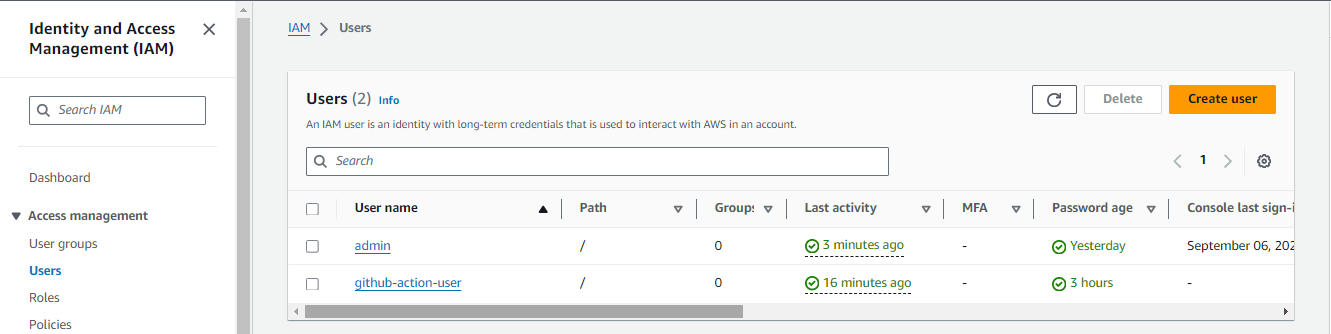 Identity and Access
Management (IAM)
Search IAM
Dashboard
Access management
User groups
Users
Roles
Policies
IAM > Users
Users (2) Info
Delete
Create user
An IAM user is an identity with long-term credentials that is used to interact with AWS in an account.
Search
1
User name Path Groups Last activity MFA Password age Console last sign-i
admin / 0 3 minutes ago - Yesterday September 06, 202
github-action-user / 0 16 minutes ago - 3 hours -